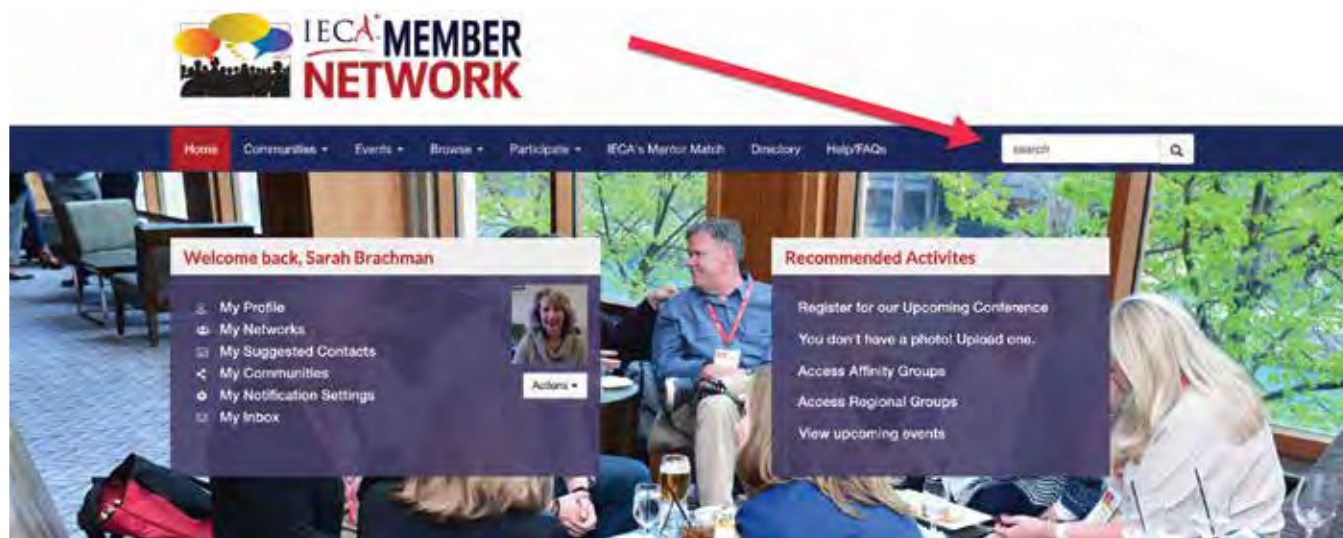 IECA MEMBER
NETWORK
Home Communities Events Browse Participate IECA's Mentor Match Directory Help/FAQs search
Welcome back, Sarah Brachman
My Profile
My Networks
My Suggested Contacts
My Communities
My Notification Settings
My Inbox
Actions
Recommended Activites
Register for our Upcoming Conference
You don't have a photo! Upload one.
Access Affinity Groups
Access Regional Groups
View upcoming events